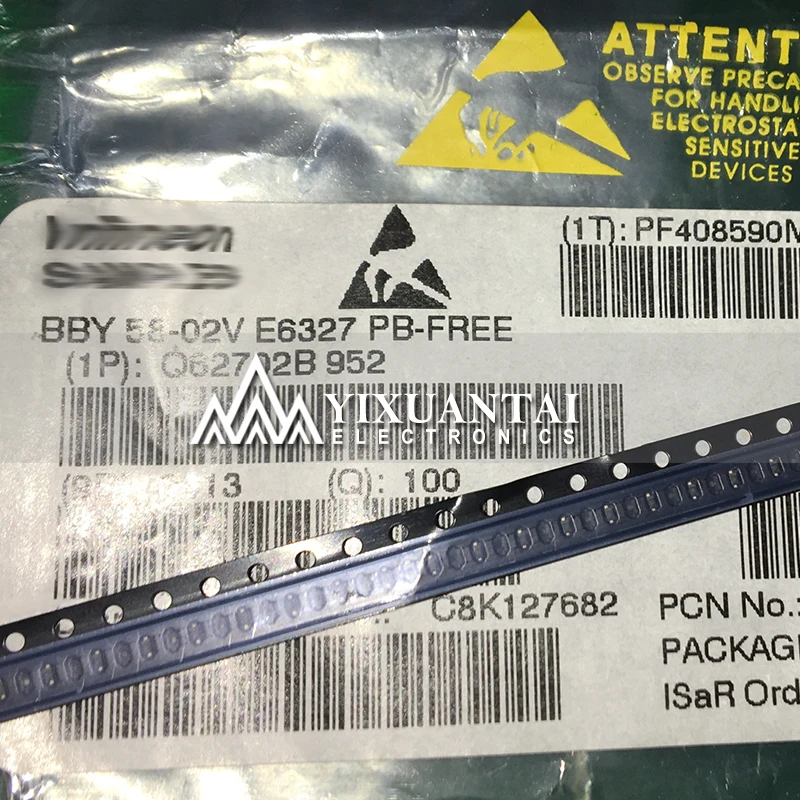 ATTENT
OBSERVE PRECA
FOR HANDLI
ELECTROSTA
SENSITIVE
DEVICES
Infineon
(1T): PF408590M
BBY 58-02V E6327 PB-FREE
(1P): Q62702B 952
YIXUANTAI
ELECTRONICS
13 (Q): 100
C8K127682
PCN No.:
PACKAGI
ISaR Ord